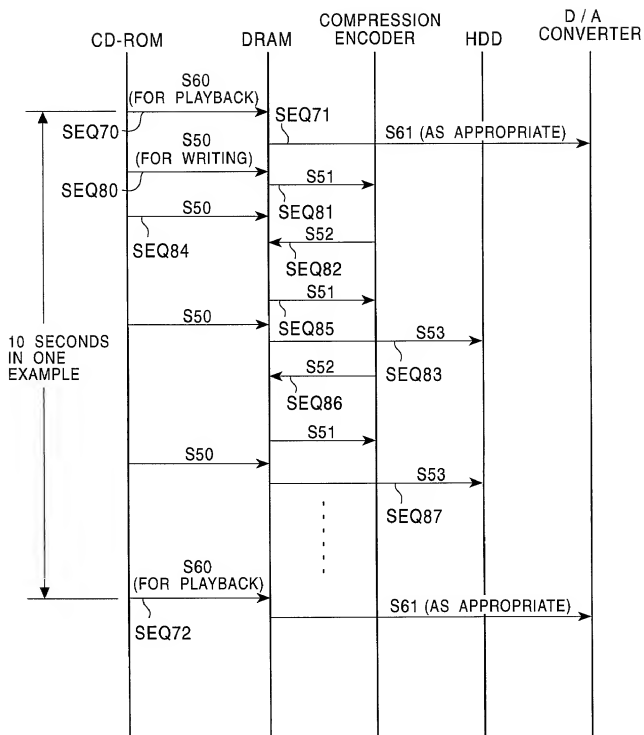 CD-ROM
DRAM
COMPRESSION
ENCODER
HDD
D/A
CONVERTER
S60
(FOR PLAYBACK)
SEQ70
SEQ71
S61 (AS APPROPRIATE)
S50
(FOR WRITING)
SEQ80
S51
SEQ81
S50
SEQ84
S52
SEQ82
S51
SEQ85
S50
S53
SEQ83
10 SECONDS
IN ONE
EXAMPLE
S52
SEQ86
S51
S50
S53
SEQ87
S60
(FOR PLAYBACK)
SEQ72
S61 (AS APPROPRIATE)